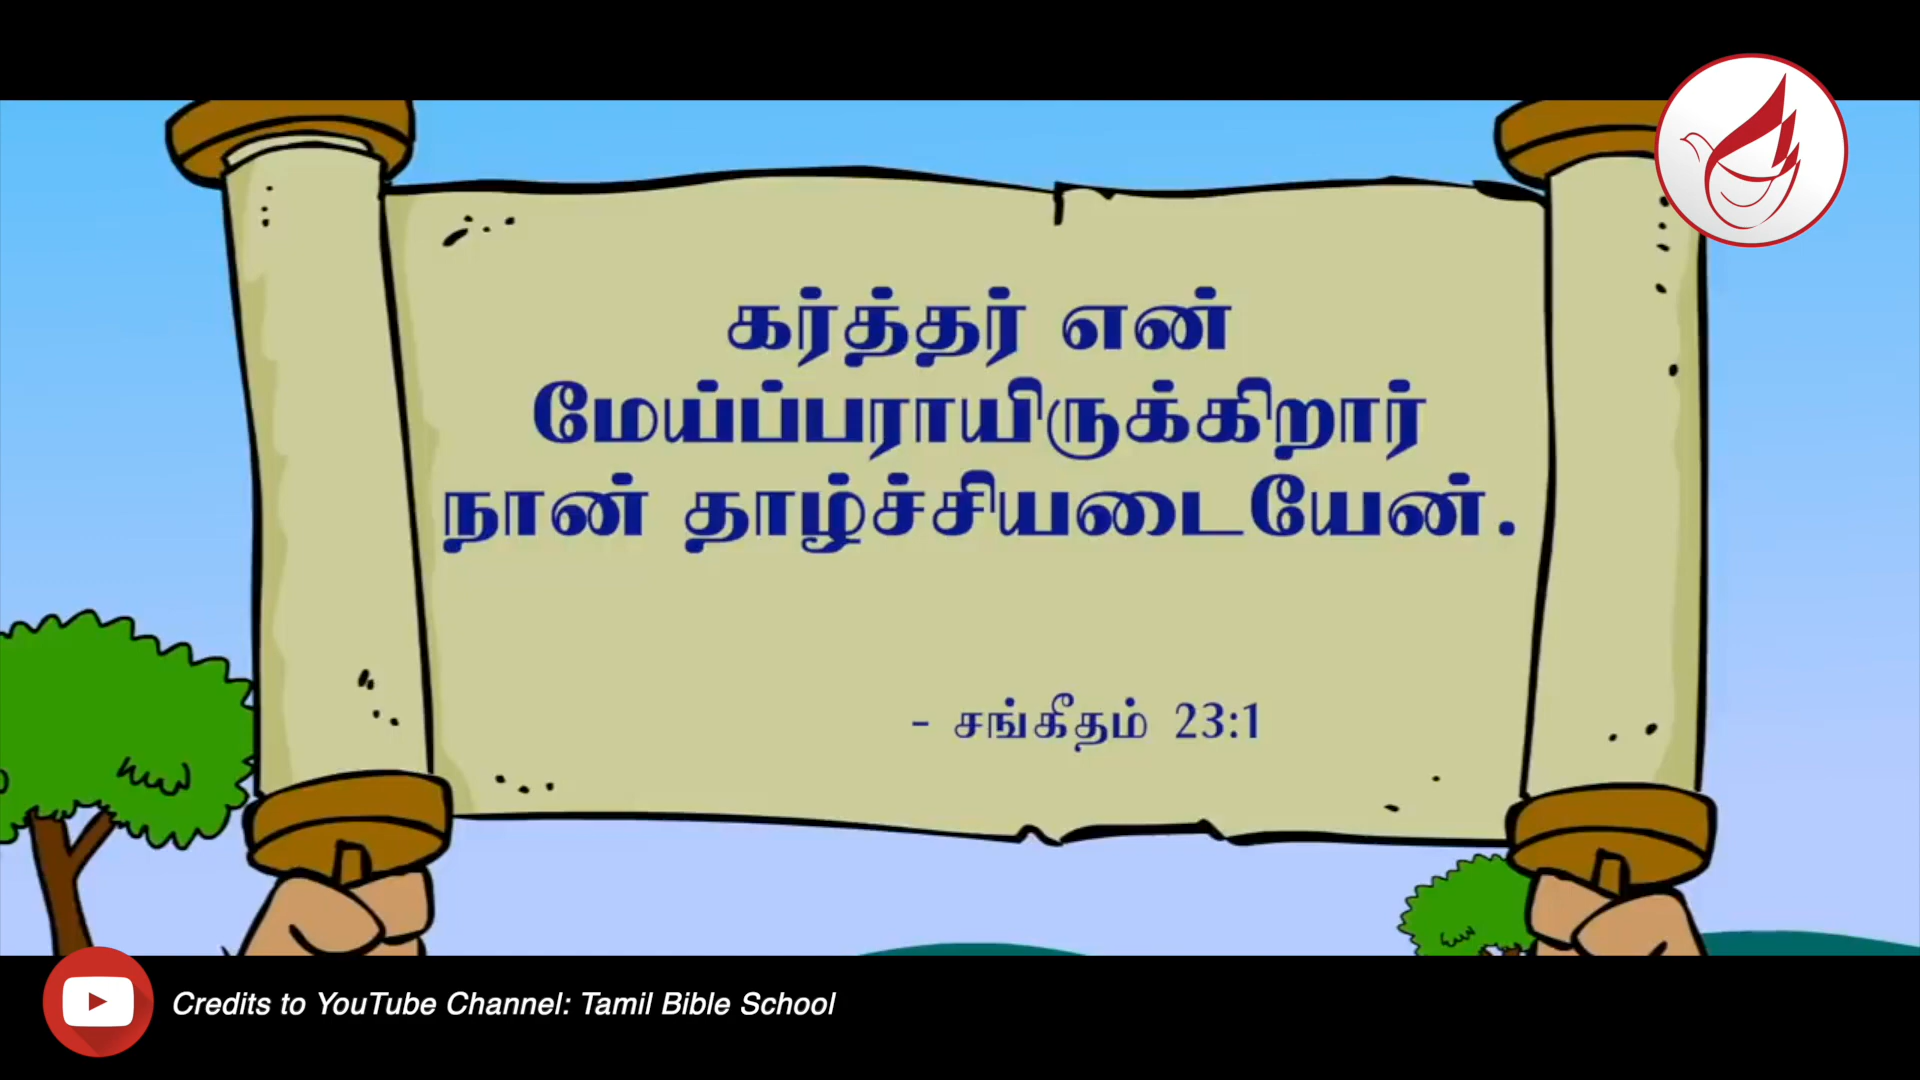 கர்த்தர் என்
மேய்ப்பராயிருக்கிறார்
நான் தாழ்ச்சியடையேன்.
- சங்கீதம் 23:1
Credits to YouTube Channel: Tamil Bible School